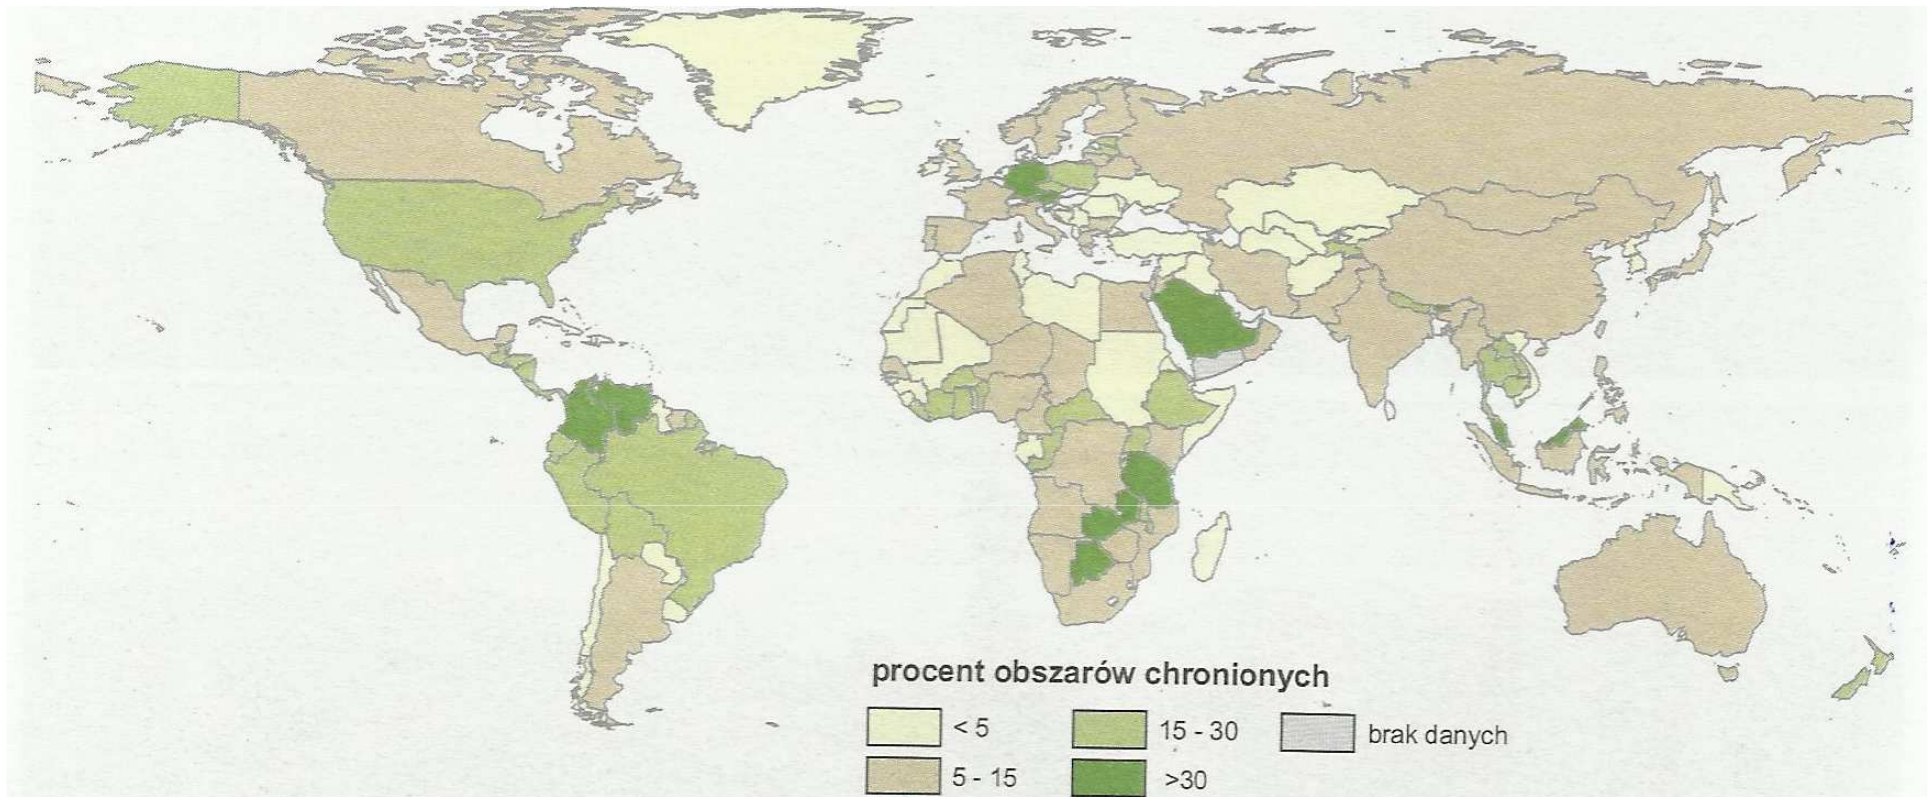 procent obszarów chronionych
< 5
15 - 30
brak danych
5 - 15
>30